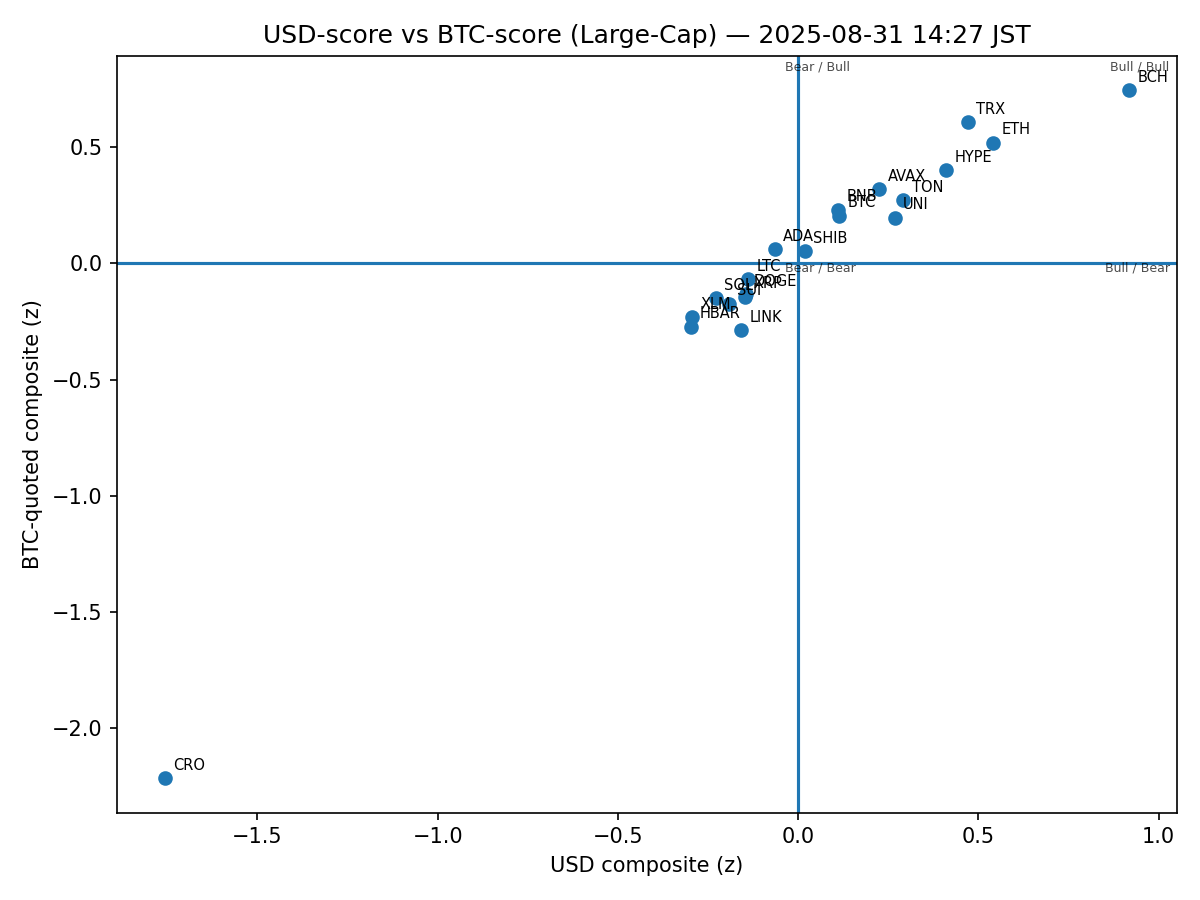 USD-score vs BTC-score (Large-Cap) — 2025-08-31 14:27 JST
Bear / Bull
Bull / Bull
BCH
TRX
ETH
HYPE
AVAX
TON
BNB
BTC
UNI
ADA
SHIB
LTC
Bear / Bear
Bull / Bear
DOGE
XRP
SOL
SUI
XLM
HBAR
LINK
CRO
0.5
0.0
−0.5
−1.0
−1.5
−2.0
BTC-quoted composite (z)
−1.5
−1.0
−0.5
0.0
0.5
1.0
USD composite (z)